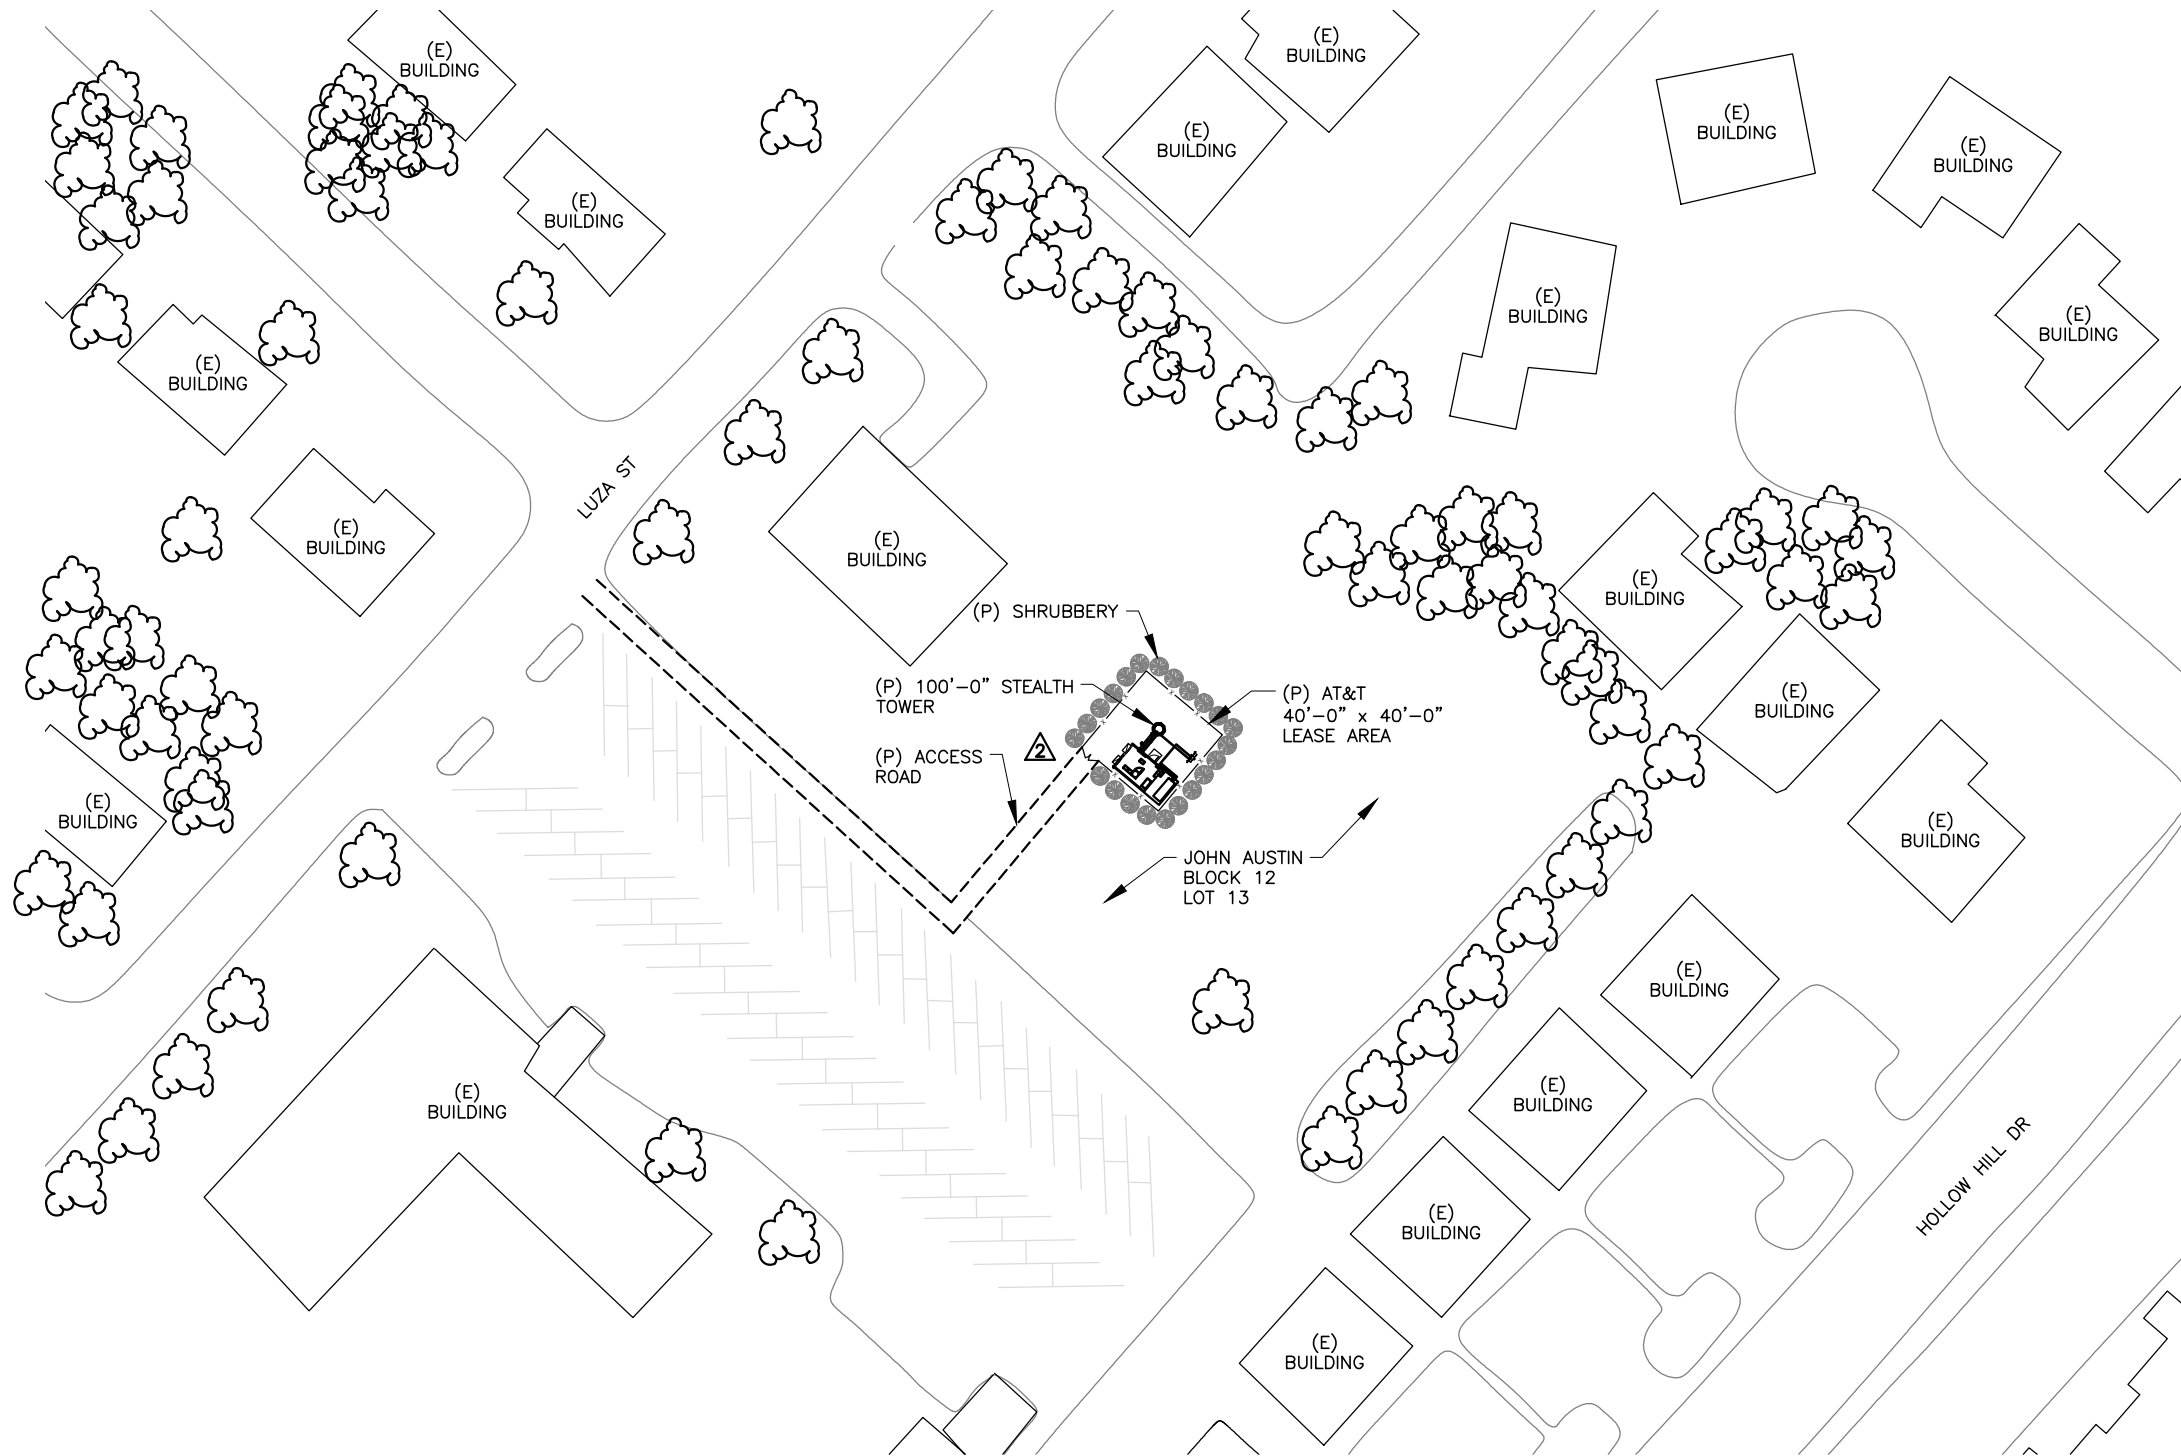 (E)
BUILDING
(E)
BUILDING
(E)
BUILDING
(E)
BUILDING
(E)
BUILDING
(E)
BUILDING
(E)
BUILDING
(E)
BUILDING
(E)
BUILDING
(E)
BUILDING
(E)
BUILDING
LUZA ST
(E)
BUILDING
(E)
BUILDING
(P) SHRUBBERY
(P) 100'-0" STEALTH
TOWER
(P) AT&T
40'-0" x 40'-0"
LEASE AREA
(P) ACCESS
ROAD
2
(E)
BUILDING
(E)
BUILDING
(E)
BUILDING
JOHN AUSTIN
BLOCK 12
LOT 13
(E)
BUILDING
(E)
BUILDING
(E)
BUILDING
HOLLOW HILL DR
(E)
BUILDING
(E)
BUILDING